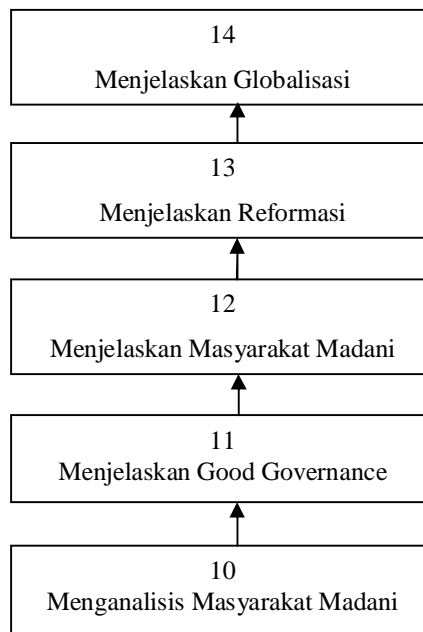 14
Menjelaskan Globalisasi
13
Menjelaskan Reformasi
12
Menjelaskan Masyarakat Madani
11
Menjelaskan Good Governance
10
Menganalisis Masyarakat Madani